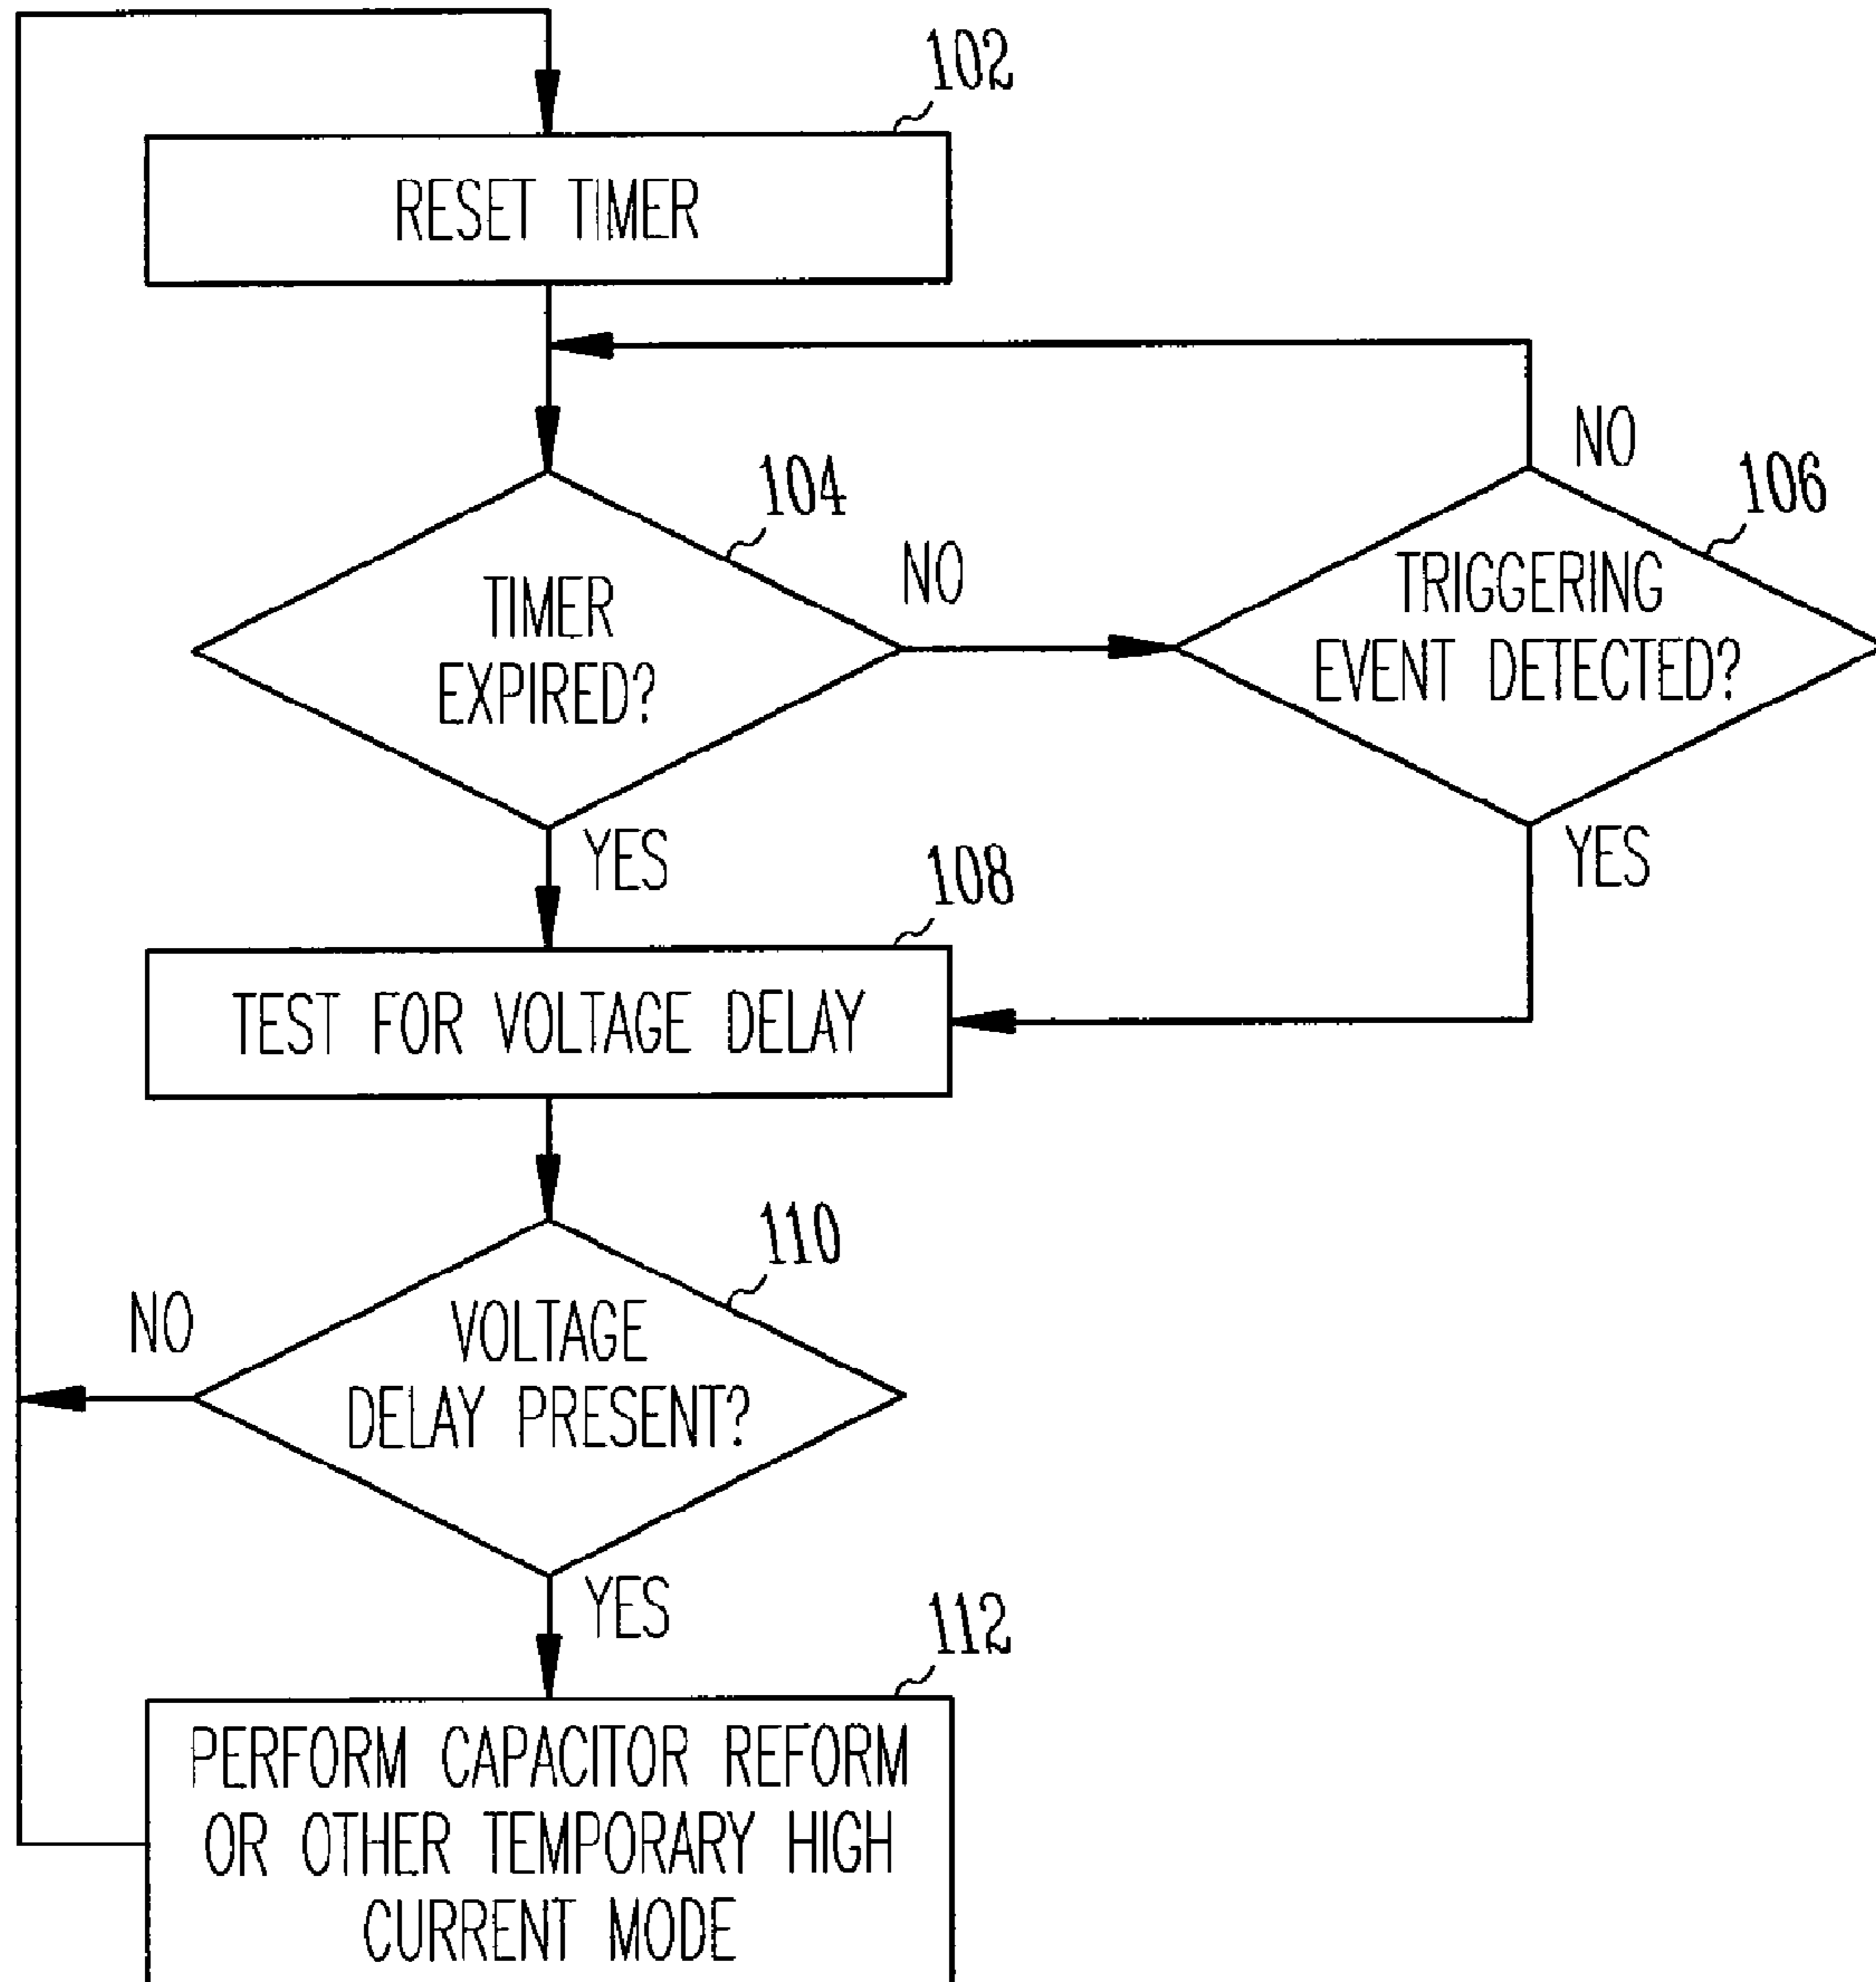 102
RESET TIMER
NO
104
106
TIMER
EXPIRED?
NO
TRIGGERING
EVENT DETECTED?
YES
YES
108
TEST FOR VOLTAGE DELAY
110
NO
VOLTAGE
DELAY PRESENT?
YES
112
PERFORM CAPACITOR REFORM
OR OTHER TEMPORARY HIGH
CURRENT MODE